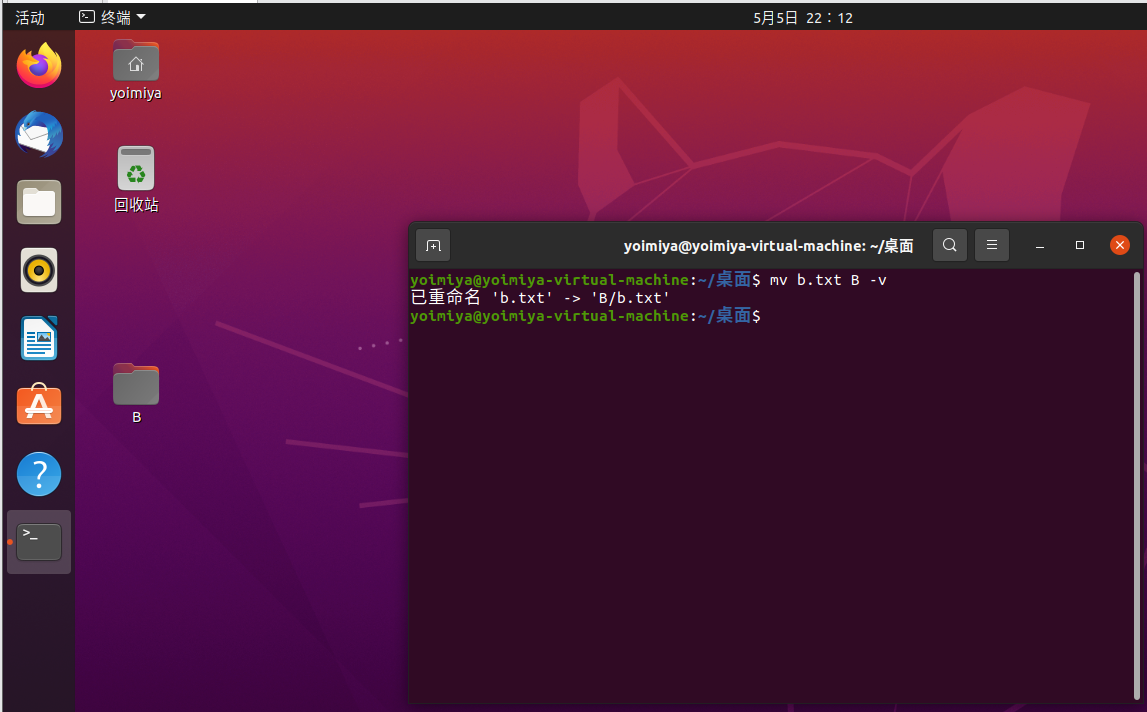 活动 终端 5月5日 22：12
yoimiya
回收站
B
yoimiya@yoimiya-virtual-machine: ~/桌面
yoimiya@yoimiya-virtual-machine:~/桌面$ mv b.txt B -v
已重命名 'b.txt' -> 'B/b.txt'
yoimiya@yoimiya-virtual-machine:~/桌面$